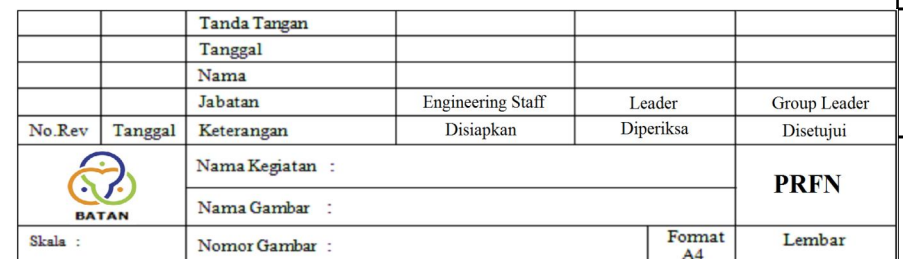 Tanda Tangan
Tanggal
Nama
Jabatan Engineering Staff Leader Group Leader
No.Rev Tanggal Keterangan Disiapkan Diperiksa Disetujui
BATAN
Nama Kegiatan :
PRFN
Nama Gambar :
Skala : Nomor Gambar : Format A4 Lembar